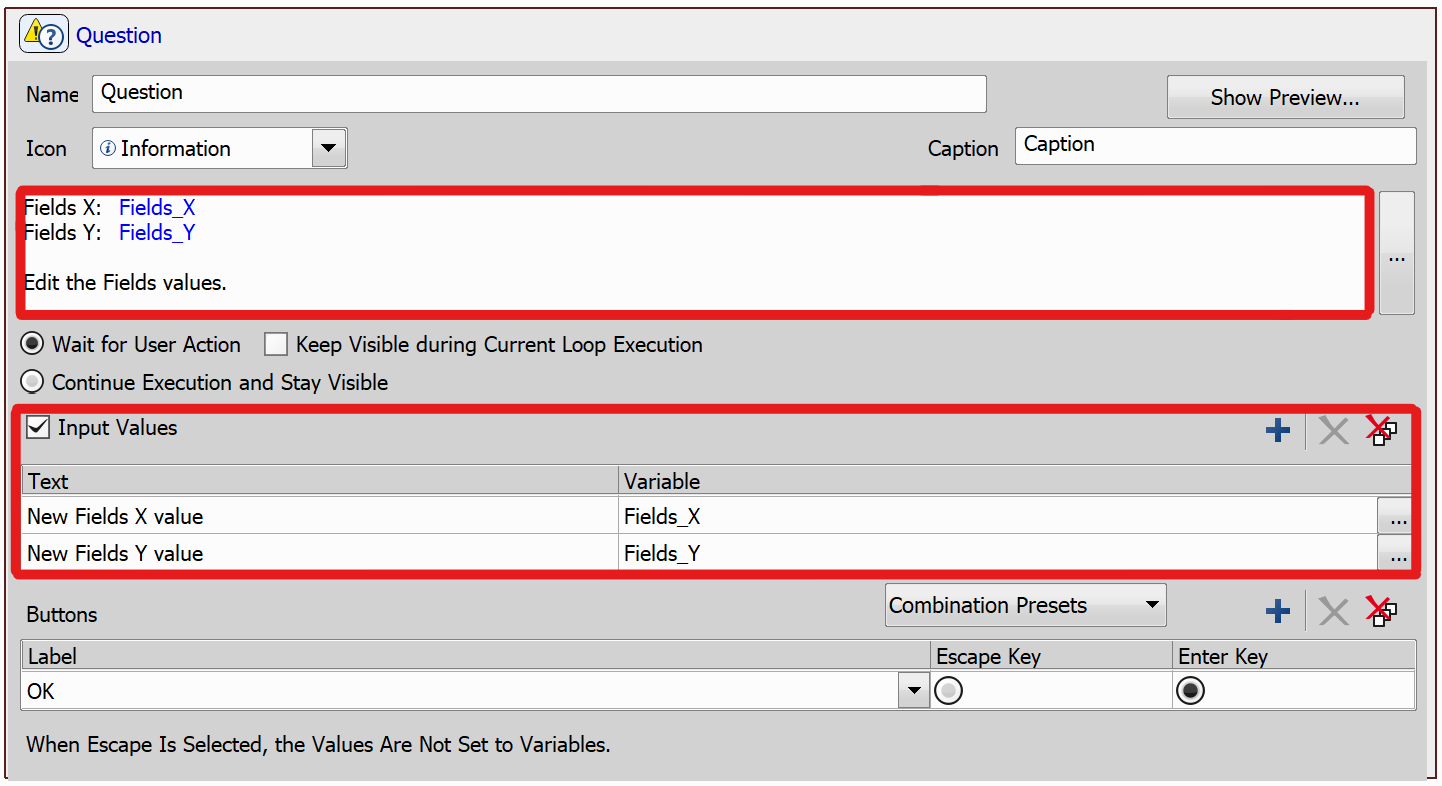 Question
Name Question Show Preview...
Icon Information Caption Caption
Fields X: Fields_X
Fields Y: Fields_Y
Edit the Fields values.
...
Wait for User Action Keep Visible during Current Loop Execution
Continue Execution and Stay Visible
Input Values
Text Variable
New Fields X value Fields_X ...
New Fields Y value Fields_Y ...
Buttons Combination Presets
Label Escape Key Enter Key
OK
When Escape Is Selected, the Values Are Not Set to Variables.